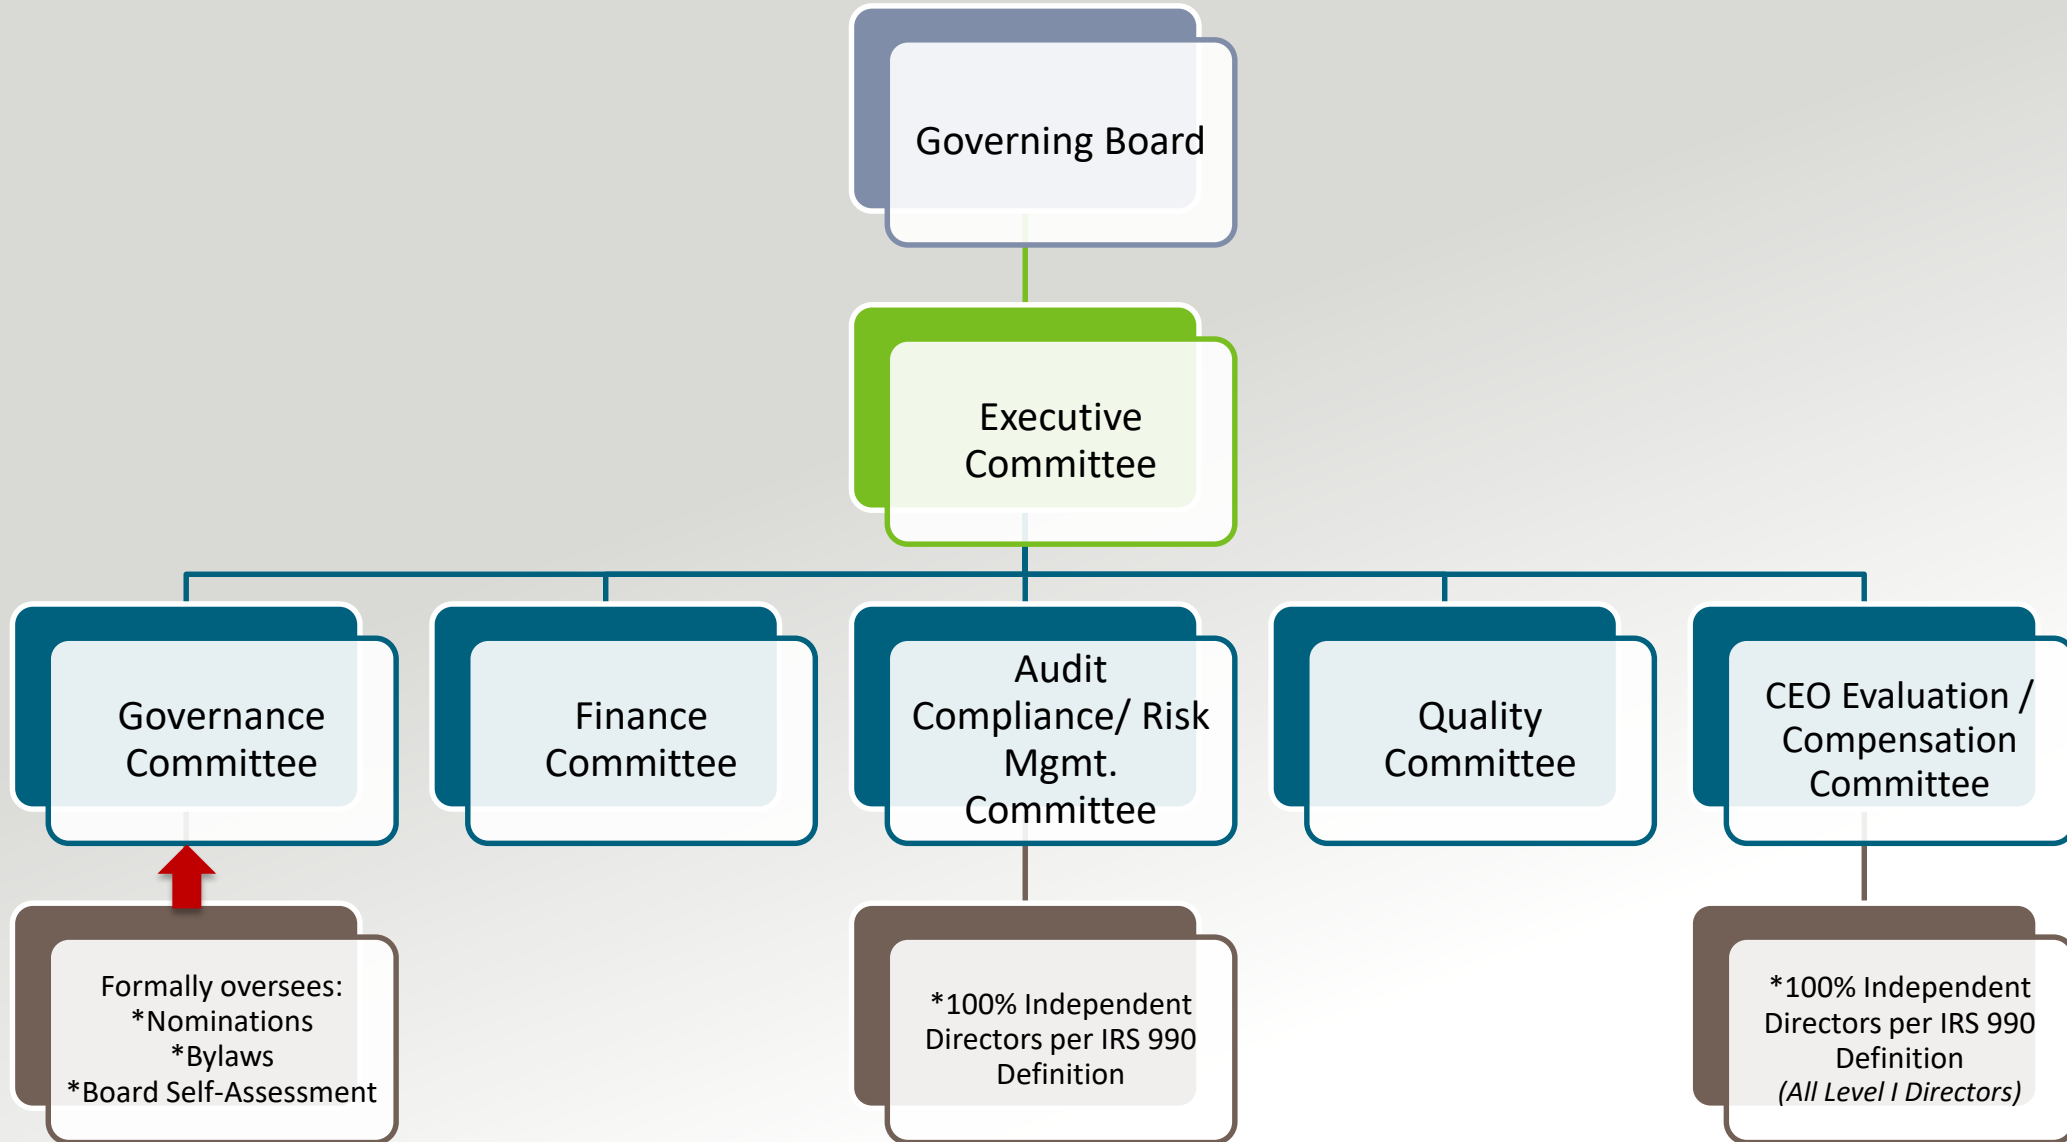 Governing Board
Executive
Committee
Governance
Committee
Finance
Committee
Audit
Compliance/ Risk
Mgmt.
Committee
Quality
Committee
CEO Evaluation /
Compensation
Committee
Formally oversees:
*Nominations
*Bylaws
*Board Self-Assessment
*100% Independent
Directors per IRS 990
Definition
*100% Independent
Directors per IRS 990
Definition
(All Level I Directors)